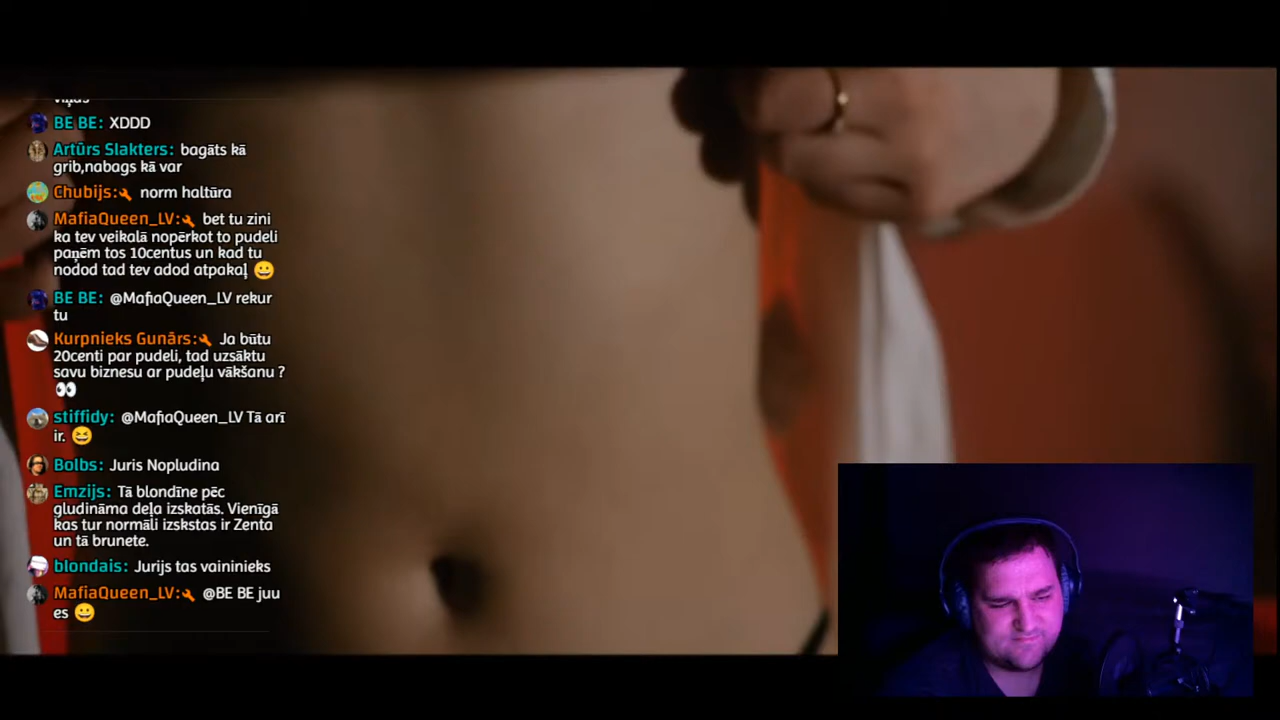 viņas
BE BE: XDDD
Artūrs Slakters: bagāts kā
grib,nabags kā var
Chubijs: norm haltūra
MafiaQueen_LV: bet tu zini
ka tev veikalā nopērkot to pudeli
paņēm tos 10centus un kad tu
nodod tad tev adod atpakaļ 😀
BE BE: @MafiaQueen_LV rekur
tu
Kurpnieks Gunārs: Ja būtu
20centi par pudeli, tad uzsāktu
savu biznesu ar pudeļu vākšanu ?
👀
stiffidy: @MafiaQueen_LV Tā arī
ir. 😆
Bolbs: Juris Nopludina
Emzijs: Tā blondīne pēc
gludināma deļa izskatās. Vienīgā
kas tur normāli izskstas ir Zenta
un tā brunete.
blondais: Jurijs tas vaininieks
MafiaQueen_LV: @BE BE juu
es 😀